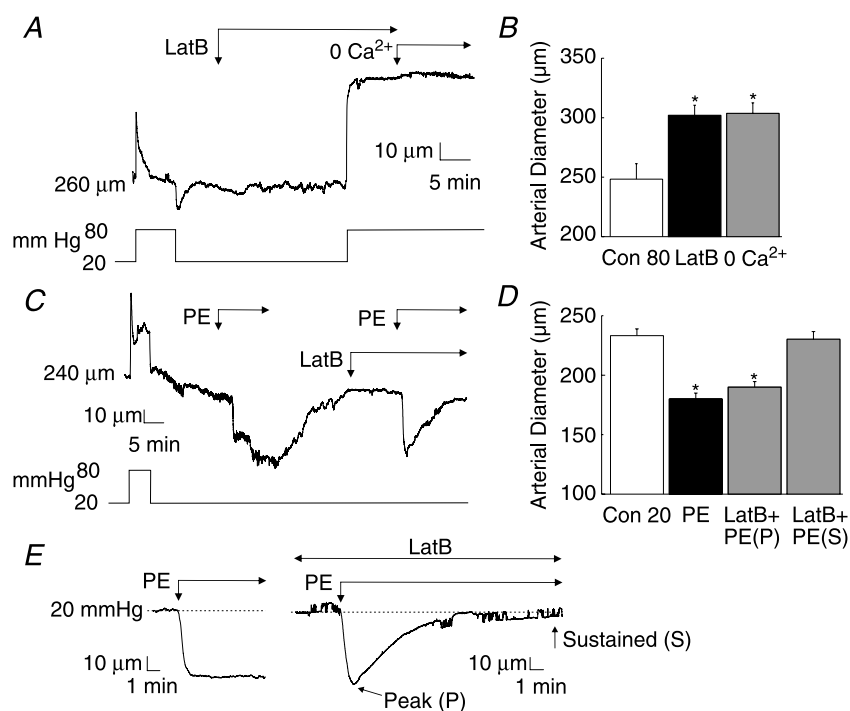 A
LatB
0 Ca²⁺
10 µm
5 min
260 µm
mm Hg
80
20
B
Arterial Diameter (µm)
350
300
250
200
*
*
Con 80 LatB 0 Ca²⁺
C
PE
PE
LatB
240 µm
10 µm
5 min
mmHg
80
20
D
Arterial Diameter (µm)
250
200
150
100
*
*
Con 20 PE LatB+ LatB+
PE(P) PE(S)
E
LatB
PE
PE
20 mmHg
Sustained (S)
10 µm
1 min
10 µm
1 min
Peak (P)